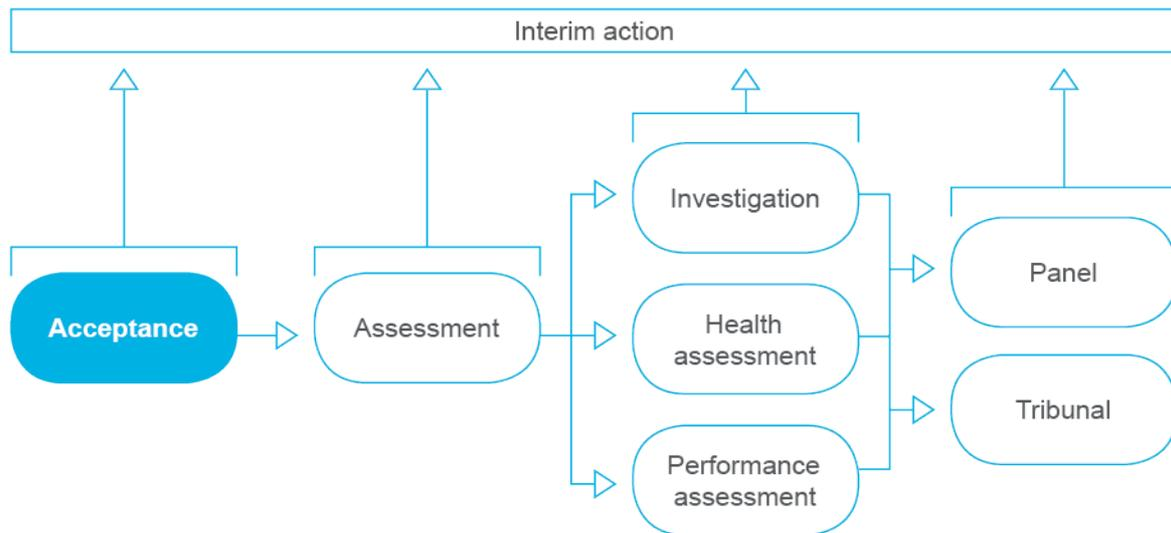 Interim action
Acceptance
Assessment
Investigation
Health
assessment
Performance
assessment
Panel
Tribunal